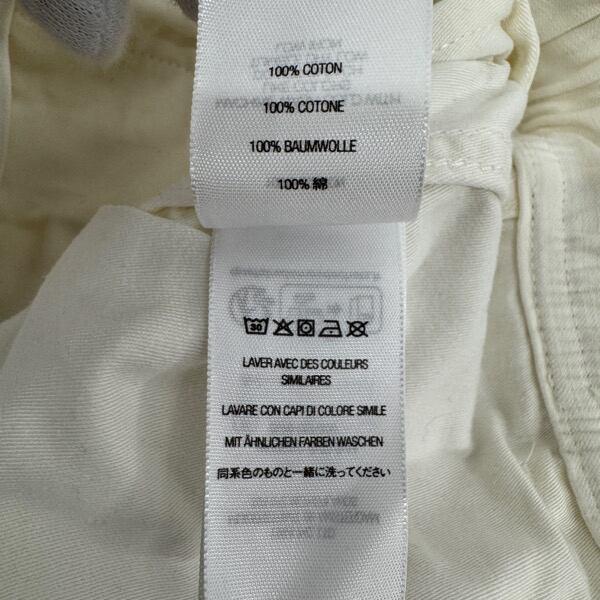 100% COTON
100% COTONE
100% BAUMWOLLE
100% 綿
30
LAVER AVEC DES COULEURS
SIMILAIRES
LAVARE CON CAPI DI COLORE SIMILE
MIT ÄHNLICHEN FARBEN WASCHEN
同系色のものと一緒に洗ってください